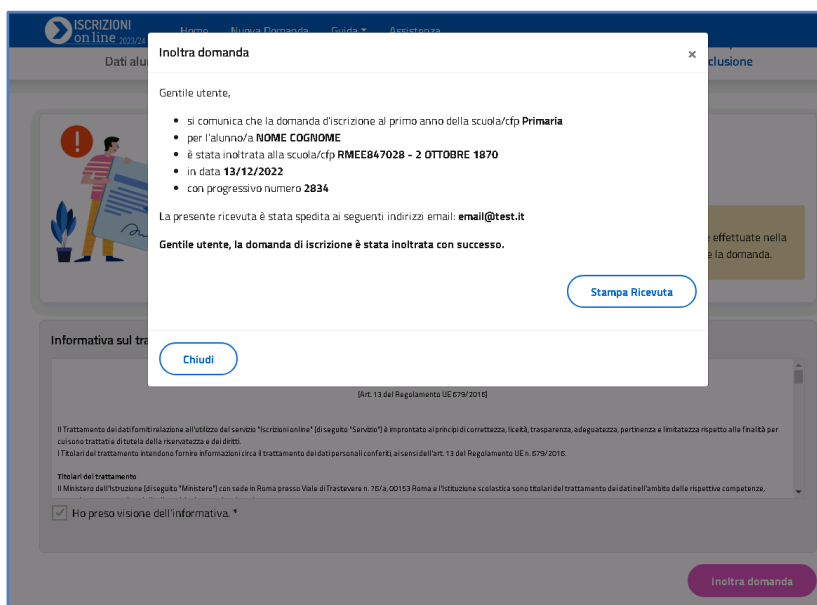 ISCRIZIONI
on line 2023/24
Home Nuova Domanda Guida Assistenza
Dati alu
clusione
Inoltra domanda ×
Gentile utente,
• si comunica che la domanda d'iscrizione al primo anno della scuola/cfp Primaria
• per l'alunno/a NOME COGNOME
• è stata inoltrata alla scuola/cfp RMEE847028 - 2 OTTOBRE 1870
• in data 13/12/2022
• con progressivo numero 2834
La presente ricevuta è stata spedita ai seguenti indirizzi email: email@test.it
Gentile utente, la domanda di iscrizione è stata inoltrata con successo.
effettuate nella
e la domanda.
Stampa Ricevuta
Chiudi
Informativa sul tra
[Art. 13 del Regolamento UE 679/2016]
Il Trattamento dei dati forniti relazione all'utilizzo del servizio "Iscrizioni online" (di seguito "Servizio") è improntato ai principi di correttezza, liceità, trasparenza, adeguatezza, pertinenza e limitatezza rispetto alle finalità per
cui sono trattati e di tutela della riservatezza e dei diritti.
I Titolari del trattamento intendono fornire informazioni circa il trattamento dei dati personali conferiti, ai sensi dell'art. 13 del Regolamento UE n. 679/2016.
Titolari del trattamento
Il Ministero dell'Istruzione (di seguito "Ministero") con sede in Roma presso Viale di Trastevere n. 76/a, 00153 Roma e l'Istituzione scolastica sono titolari del trattamento dei dati nell'ambito delle rispettive competenze,
Ho preso visione dell'informativa. *
Inoltra domanda